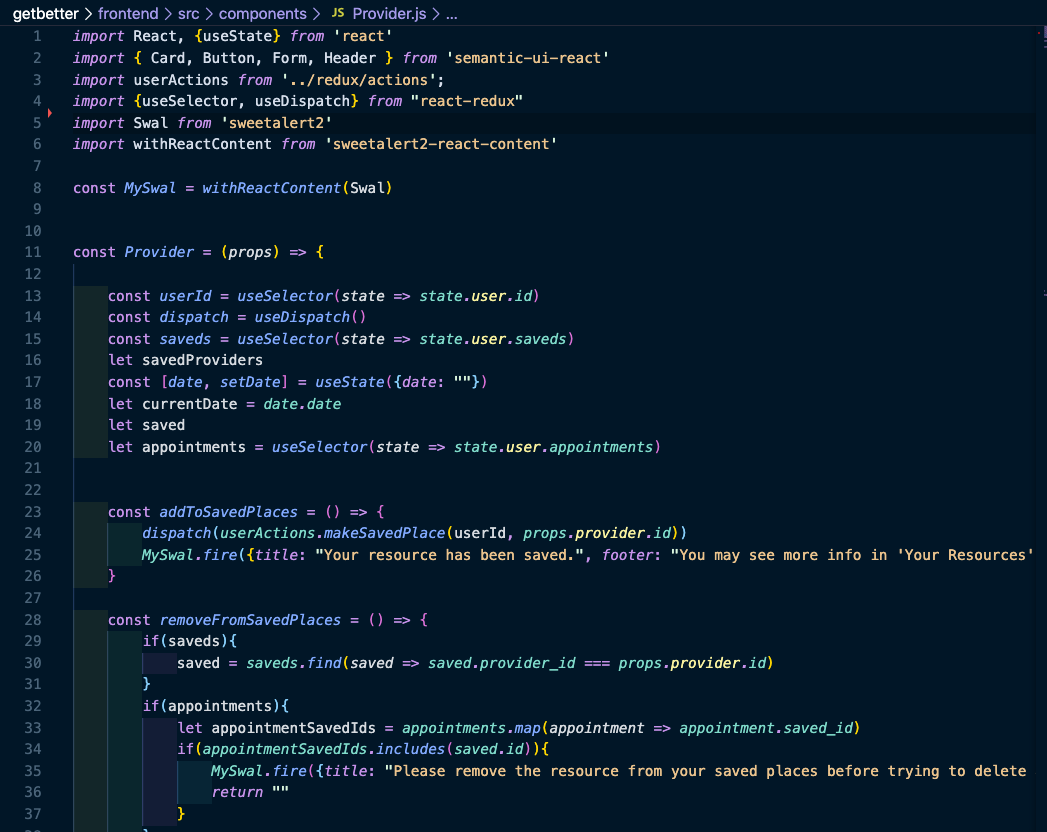 getbetter > frontend > src > components > JS Provider.js > ...
1 import React, {useState} from 'react'
2 import { Card, Button, Form, Header } from 'semantic-ui-react'
3 import userActions from '../redux/actions';
4 import {useSelector, useDispatch} from "react-redux"
5 import Swal from 'sweetalert2'
6 import withReactContent from 'sweetalert2-react-content'
7
8 const MySwal = withReactContent(Swal)
9
10
11 const Provider = (props) => {
12
13 const userId = useSelector(state => state.user.id)
14 const dispatch = useDispatch()
15 const saveds = useSelector(state => state.user.saveds)
16 let savedProviders
17 const [date, setDate] = useState({date: ""})
18 let currentDate = date.date
19 let saved
20 let appointments = useSelector(state => state.user.appointments)
21
22
23 const addToSavedPlaces = () => {
24 dispatch(userActions.makeSavedPlace(userId, props.provider.id))
25 MySwal.fire({title: "Your resource has been saved.", footer: "You may see more info in 'Your Resources'
26 }
27
28 const removeFromSavedPlaces = () => {
29 if(saveds){
30 saved = saveds.find(saved => saved.provider_id === props.provider.id)
31 }
32 if(appointments){
33 let appointmentSavedIds = appointments.map(appointment => appointment.saved_id)
34 if(appointmentSavedIds.includes(saved.id)){
35 MySwal.fire({title: "Please remove the resource from your saved places before trying to delete
36 return ""
37 }